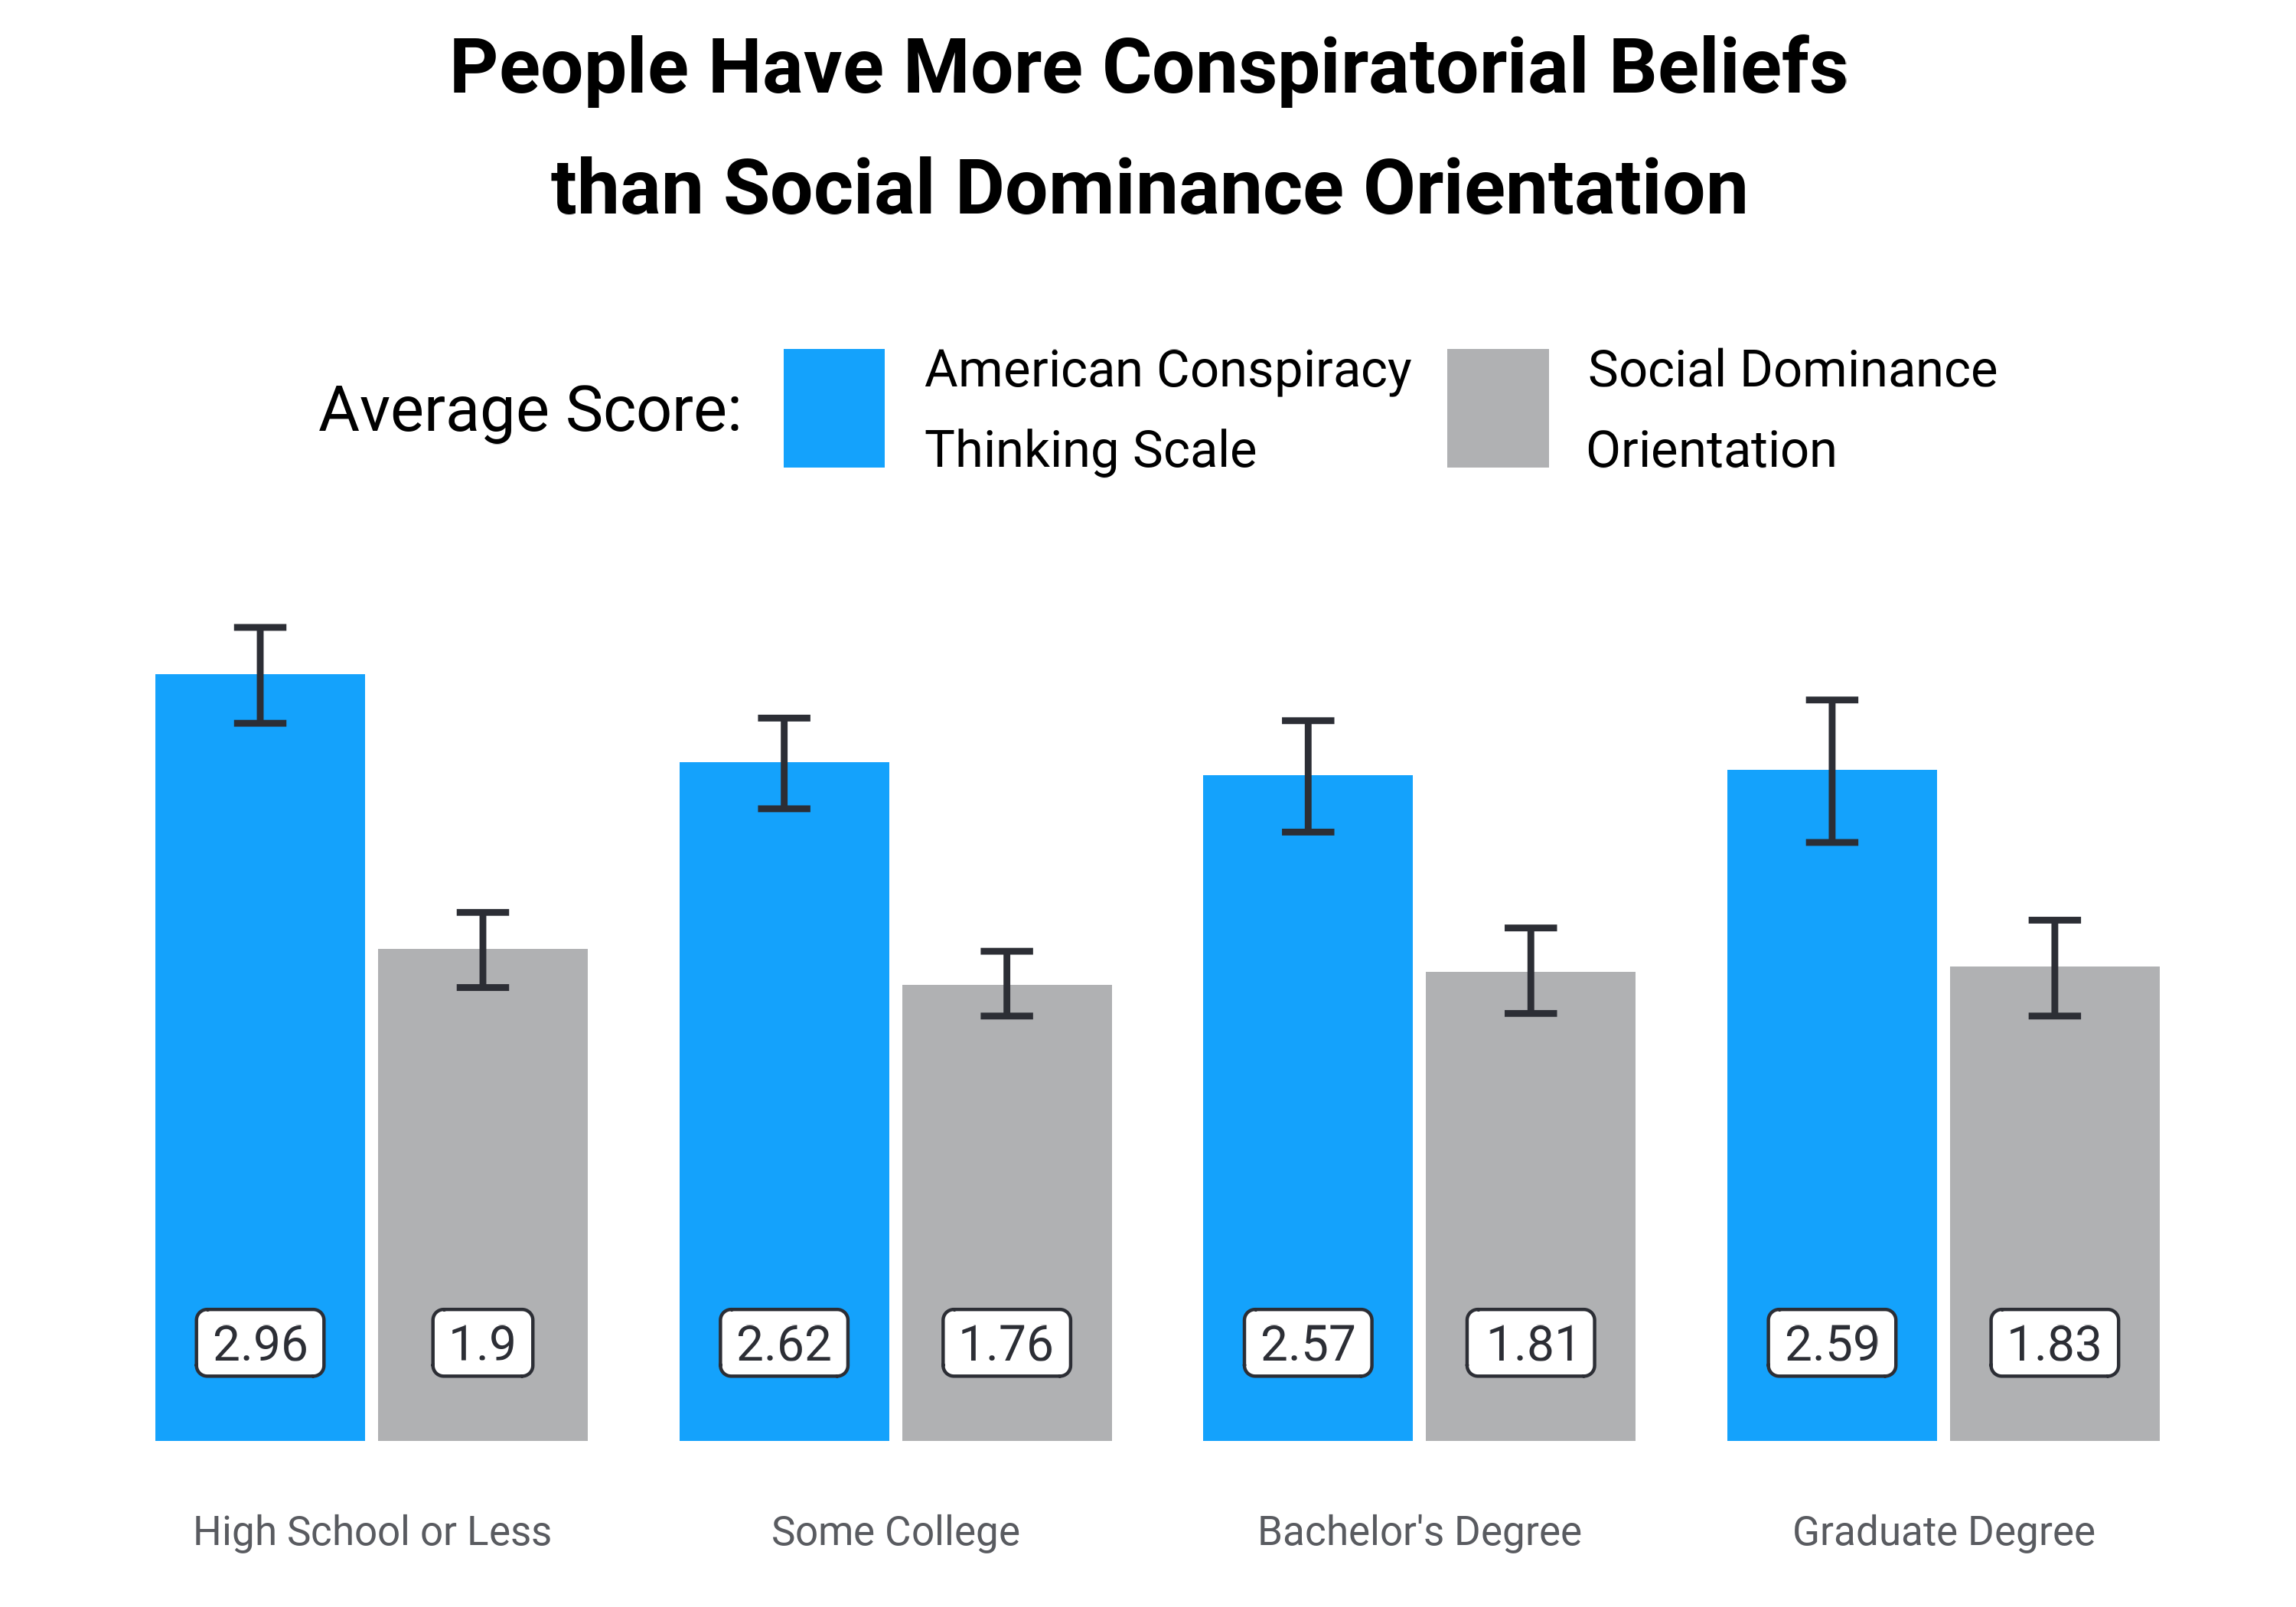 People Have More Conspiratorial Beliefs
than Social Dominance Orientation
Average Score:
American Conspiracy
Thinking Scale
Social Dominance
Orientation
2.96
1.9
2.62
1.76
2.57
1.81
2.59
1.83
High School or Less
Some College
Bachelor's Degree
Graduate Degree